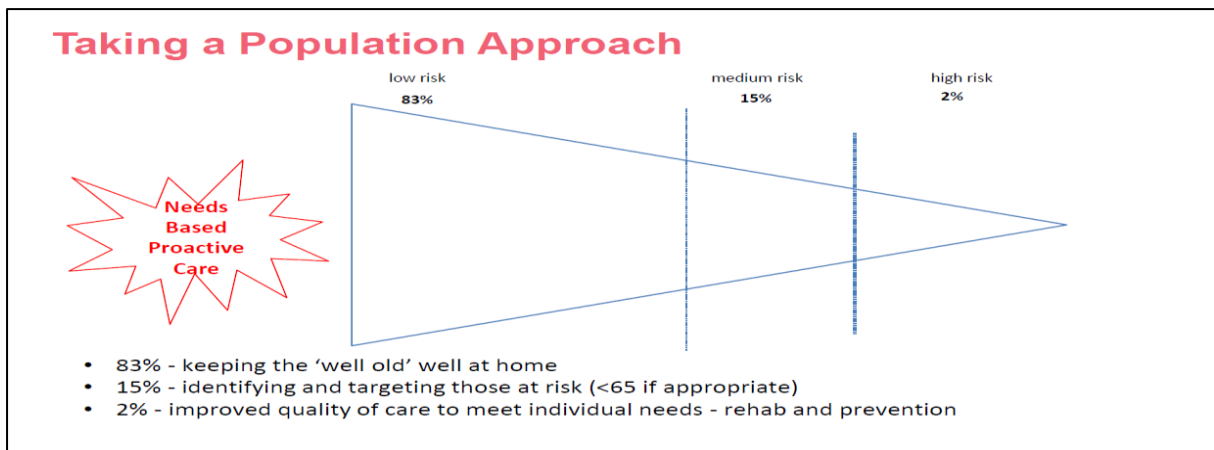 Taking a Population Approach
low risk
medium risk
high risk
83%
15%
2%
Needs
Based
Proactive
Care
• 83% - keeping the ‘well old’ well at home
• 15% - identifying and targeting those at risk (<65 if appropriate)
• 2% - improved quality of care to meet individual needs - rehab and prevention